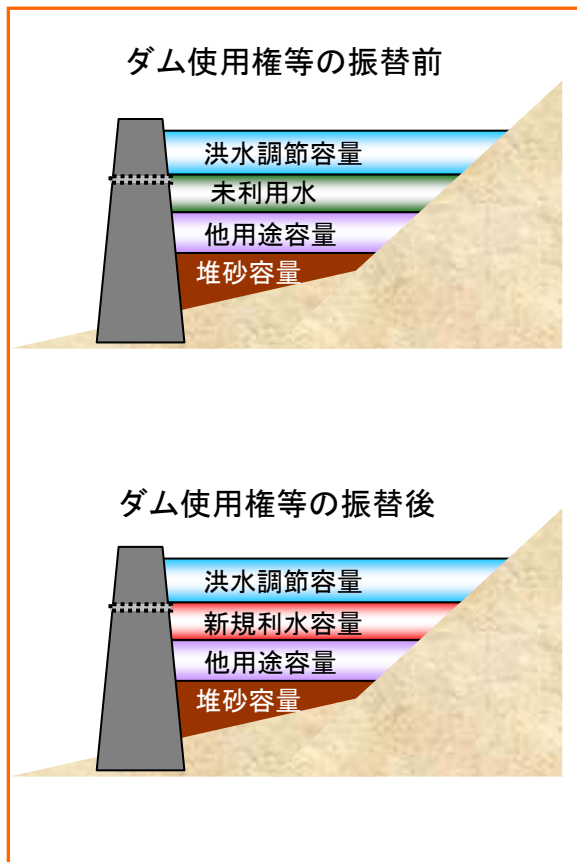 ダム使用権等の振替前
洪水調節容量
未利用水
他用途容量
堆砂容量
ダム使用権等の振替後
洪水調節容量
新規利水容量
他用途容量
堆砂容量